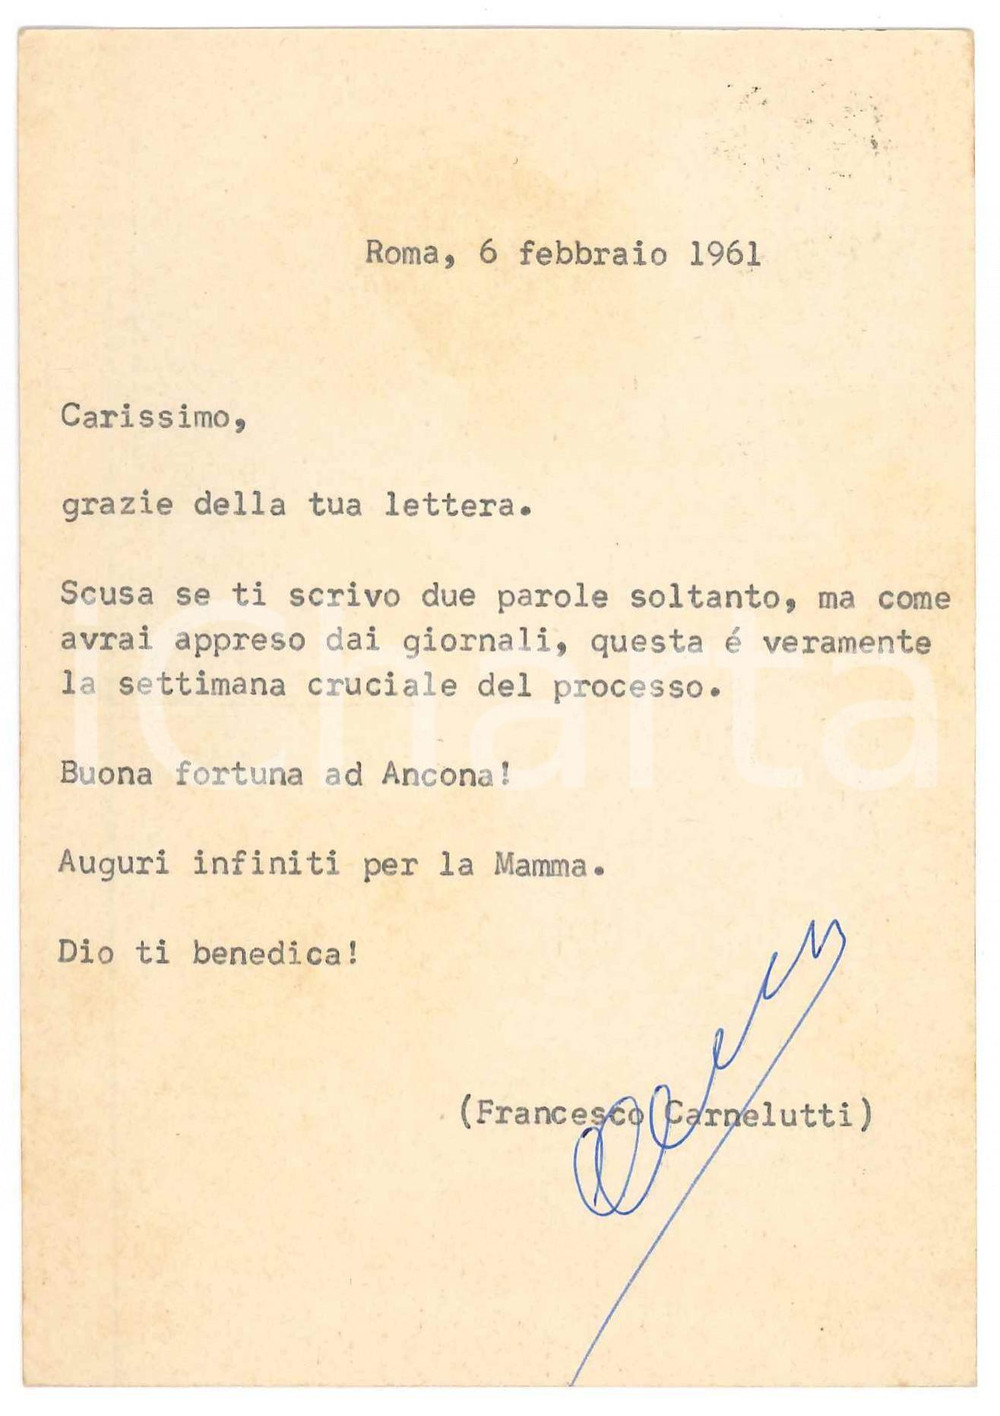 Roma, 6 febbraio 1961
Carissimo,
grazie della tua lettera.
Scusa se ti scrivo due parole soltanto, ma come
avrai appreso dai giornali, questa é veramente
la settimana cruciale del processo.
iCharta
Buona fortuna ad Ancona!
Auguri infiniti per la Mamma.
Dio ti benedica!
(Francesco Carnelutti)